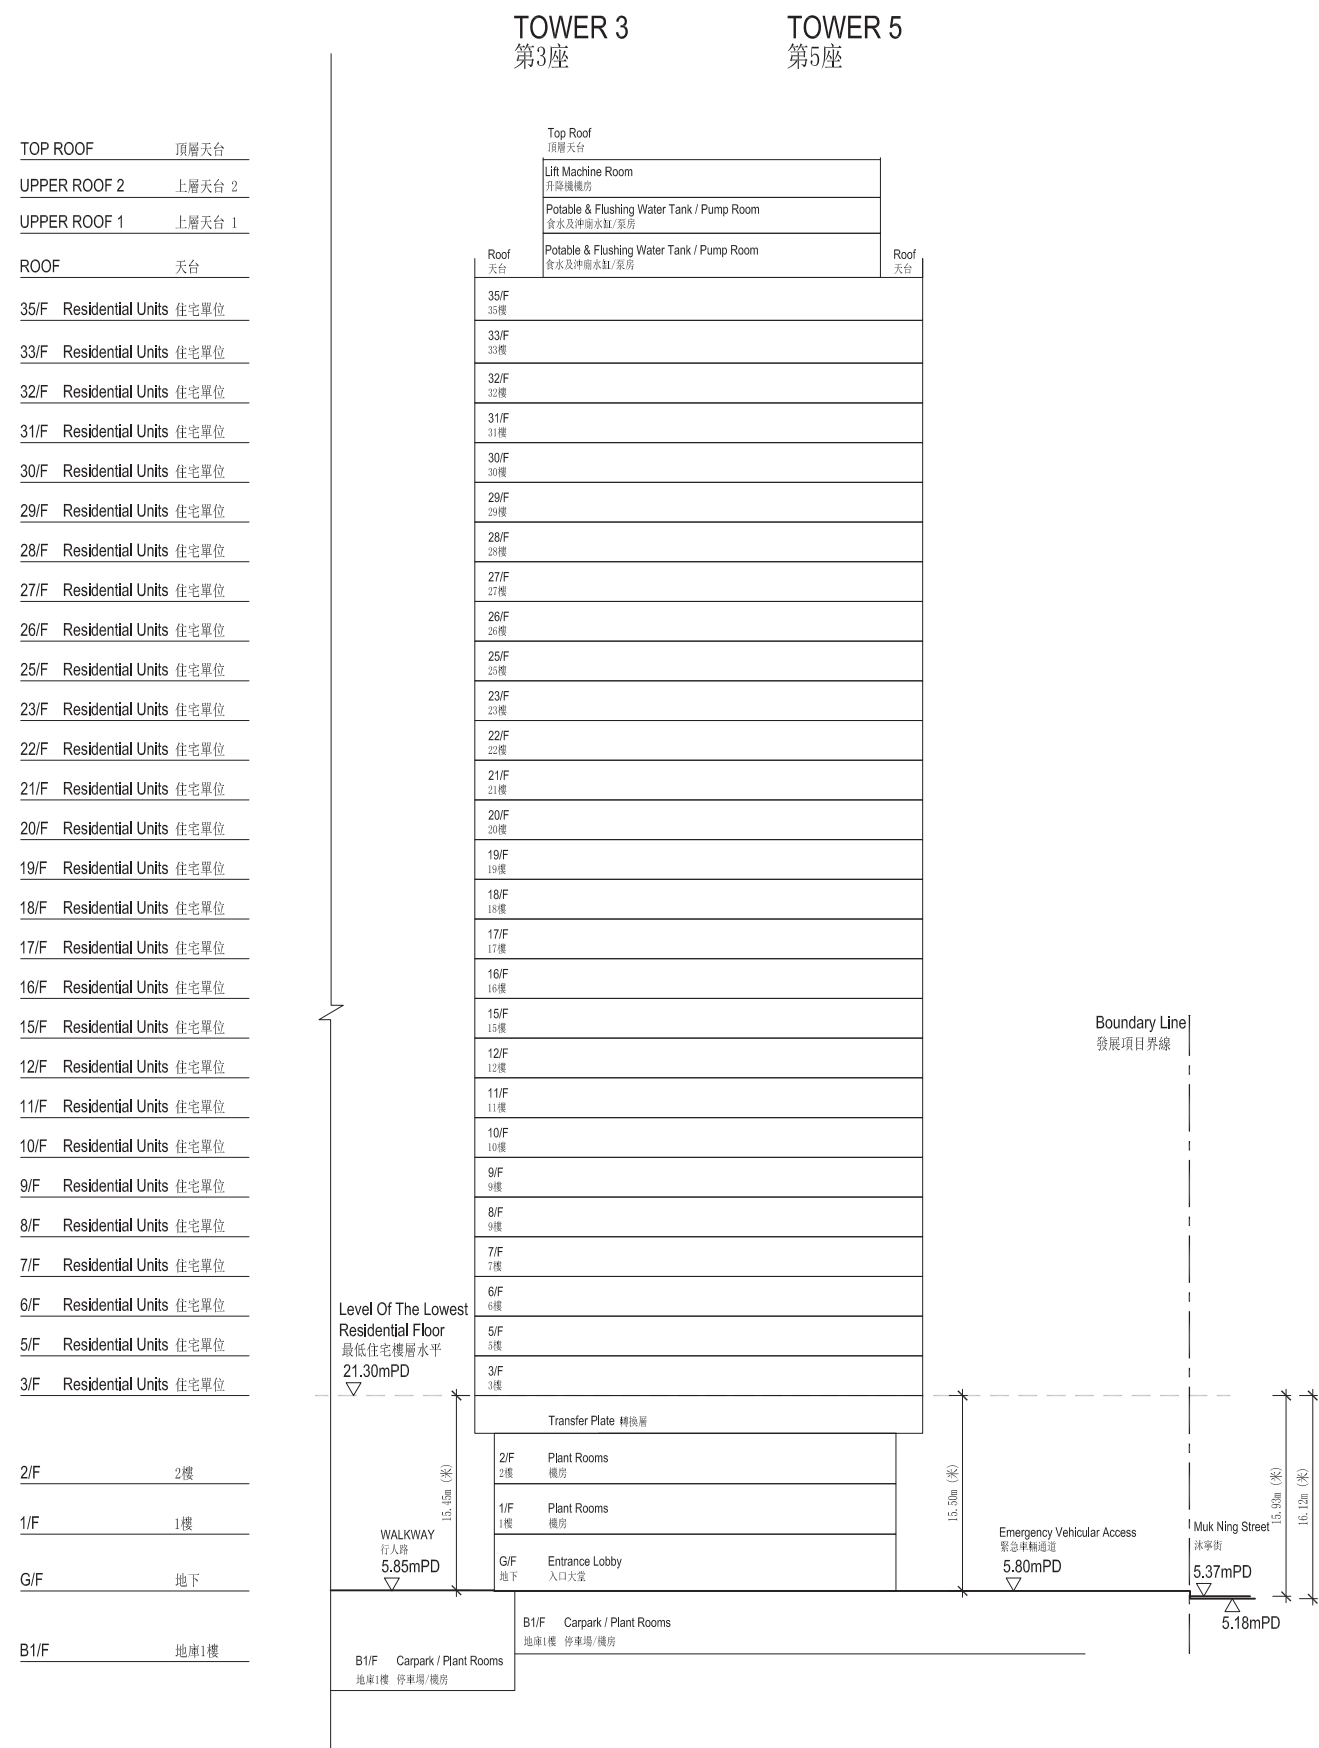 TOWER 3
第3座
TOWER 5
第5座
TOP ROOF 頂層天台
UPPER ROOF 2 上層天台 2
UPPER ROOF 1 上層天台 1
ROOF 天台
35/F Residential Units 住宅單位
33/F Residential Units 住宅單位
32/F Residential Units 住宅單位
31/F Residential Units 住宅單位
30/F Residential Units 住宅單位
29/F Residential Units 住宅單位
28/F Residential Units 住宅單位
27/F Residential Units 住宅單位
26/F Residential Units 住宅單位
25/F Residential Units 住宅單位
23/F Residential Units 住宅單位
22/F Residential Units 住宅單位
21/F Residential Units 住宅單位
20/F Residential Units 住宅單位
19/F Residential Units 住宅單位
18/F Residential Units 住宅單位
17/F Residential Units 住宅單位
16/F Residential Units 住宅單位
15/F Residential Units 住宅單位
12/F Residential Units 住宅單位
11/F Residential Units 住宅單位
10/F Residential Units 住宅單位
9/F Residential Units 住宅單位
8/F Residential Units 住宅單位
7/F Residential Units 住宅單位
6/F Residential Units 住宅單位
5/F Residential Units 住宅單位
3/F Residential Units 住宅單位
2/F 2樓
1/F 1樓
G/F 地下
B1/F 地庫1樓
Top Roof
頂層天台
Lift Machine Room
升降機機房
Potable & Flushing Water Tank / Pump Room
食水及沖廁水缸/泵房
Potable & Flushing Water Tank / Pump Room
食水及沖廁水缸/泵房
Roof
天台
Roof
天台
35/F
35樓
33/F
33樓
32/F
32樓
31/F
31樓
30/F
30樓
29/F
29樓
28/F
28樓
27/F
27樓
26/F
26樓
25/F
25樓
23/F
23樓
22/F
22樓
21/F
21樓
20/F
20樓
19/F
19樓
18/F
18樓
17/F
17樓
16/F
16樓
15/F
15樓
12/F
12樓
11/F
11樓
10/F
10樓
9/F
9樓
8/F
9樓
7/F
7樓
6/F
6樓
5/F
5樓
3/F
3樓
Transfer Plate 轉換層
2/F Plant Rooms
2樓 機房
1/F Plant Rooms
1樓 機房
G/F Entrance Lobby
地下 入口大堂
B1/F Carpark / Plant Rooms
地庫1樓 停車場/機房
B1/F Carpark / Plant Rooms
地庫1樓 停車場/機房
Level Of The Lowest
Residential Floor
最低住宅樓層水平
21.30mPD
15.45m (米)
WALKWAY
行人路
5.85mPD
15.50m (米)
Emergency Vehicular Access
緊急車輛通道
5.80mPD
Boundary Line
發展項目界線
Muk Ning Street
沐寧街
5.37mPD
5.18mPD
15.93m (米)
16.12m (米)